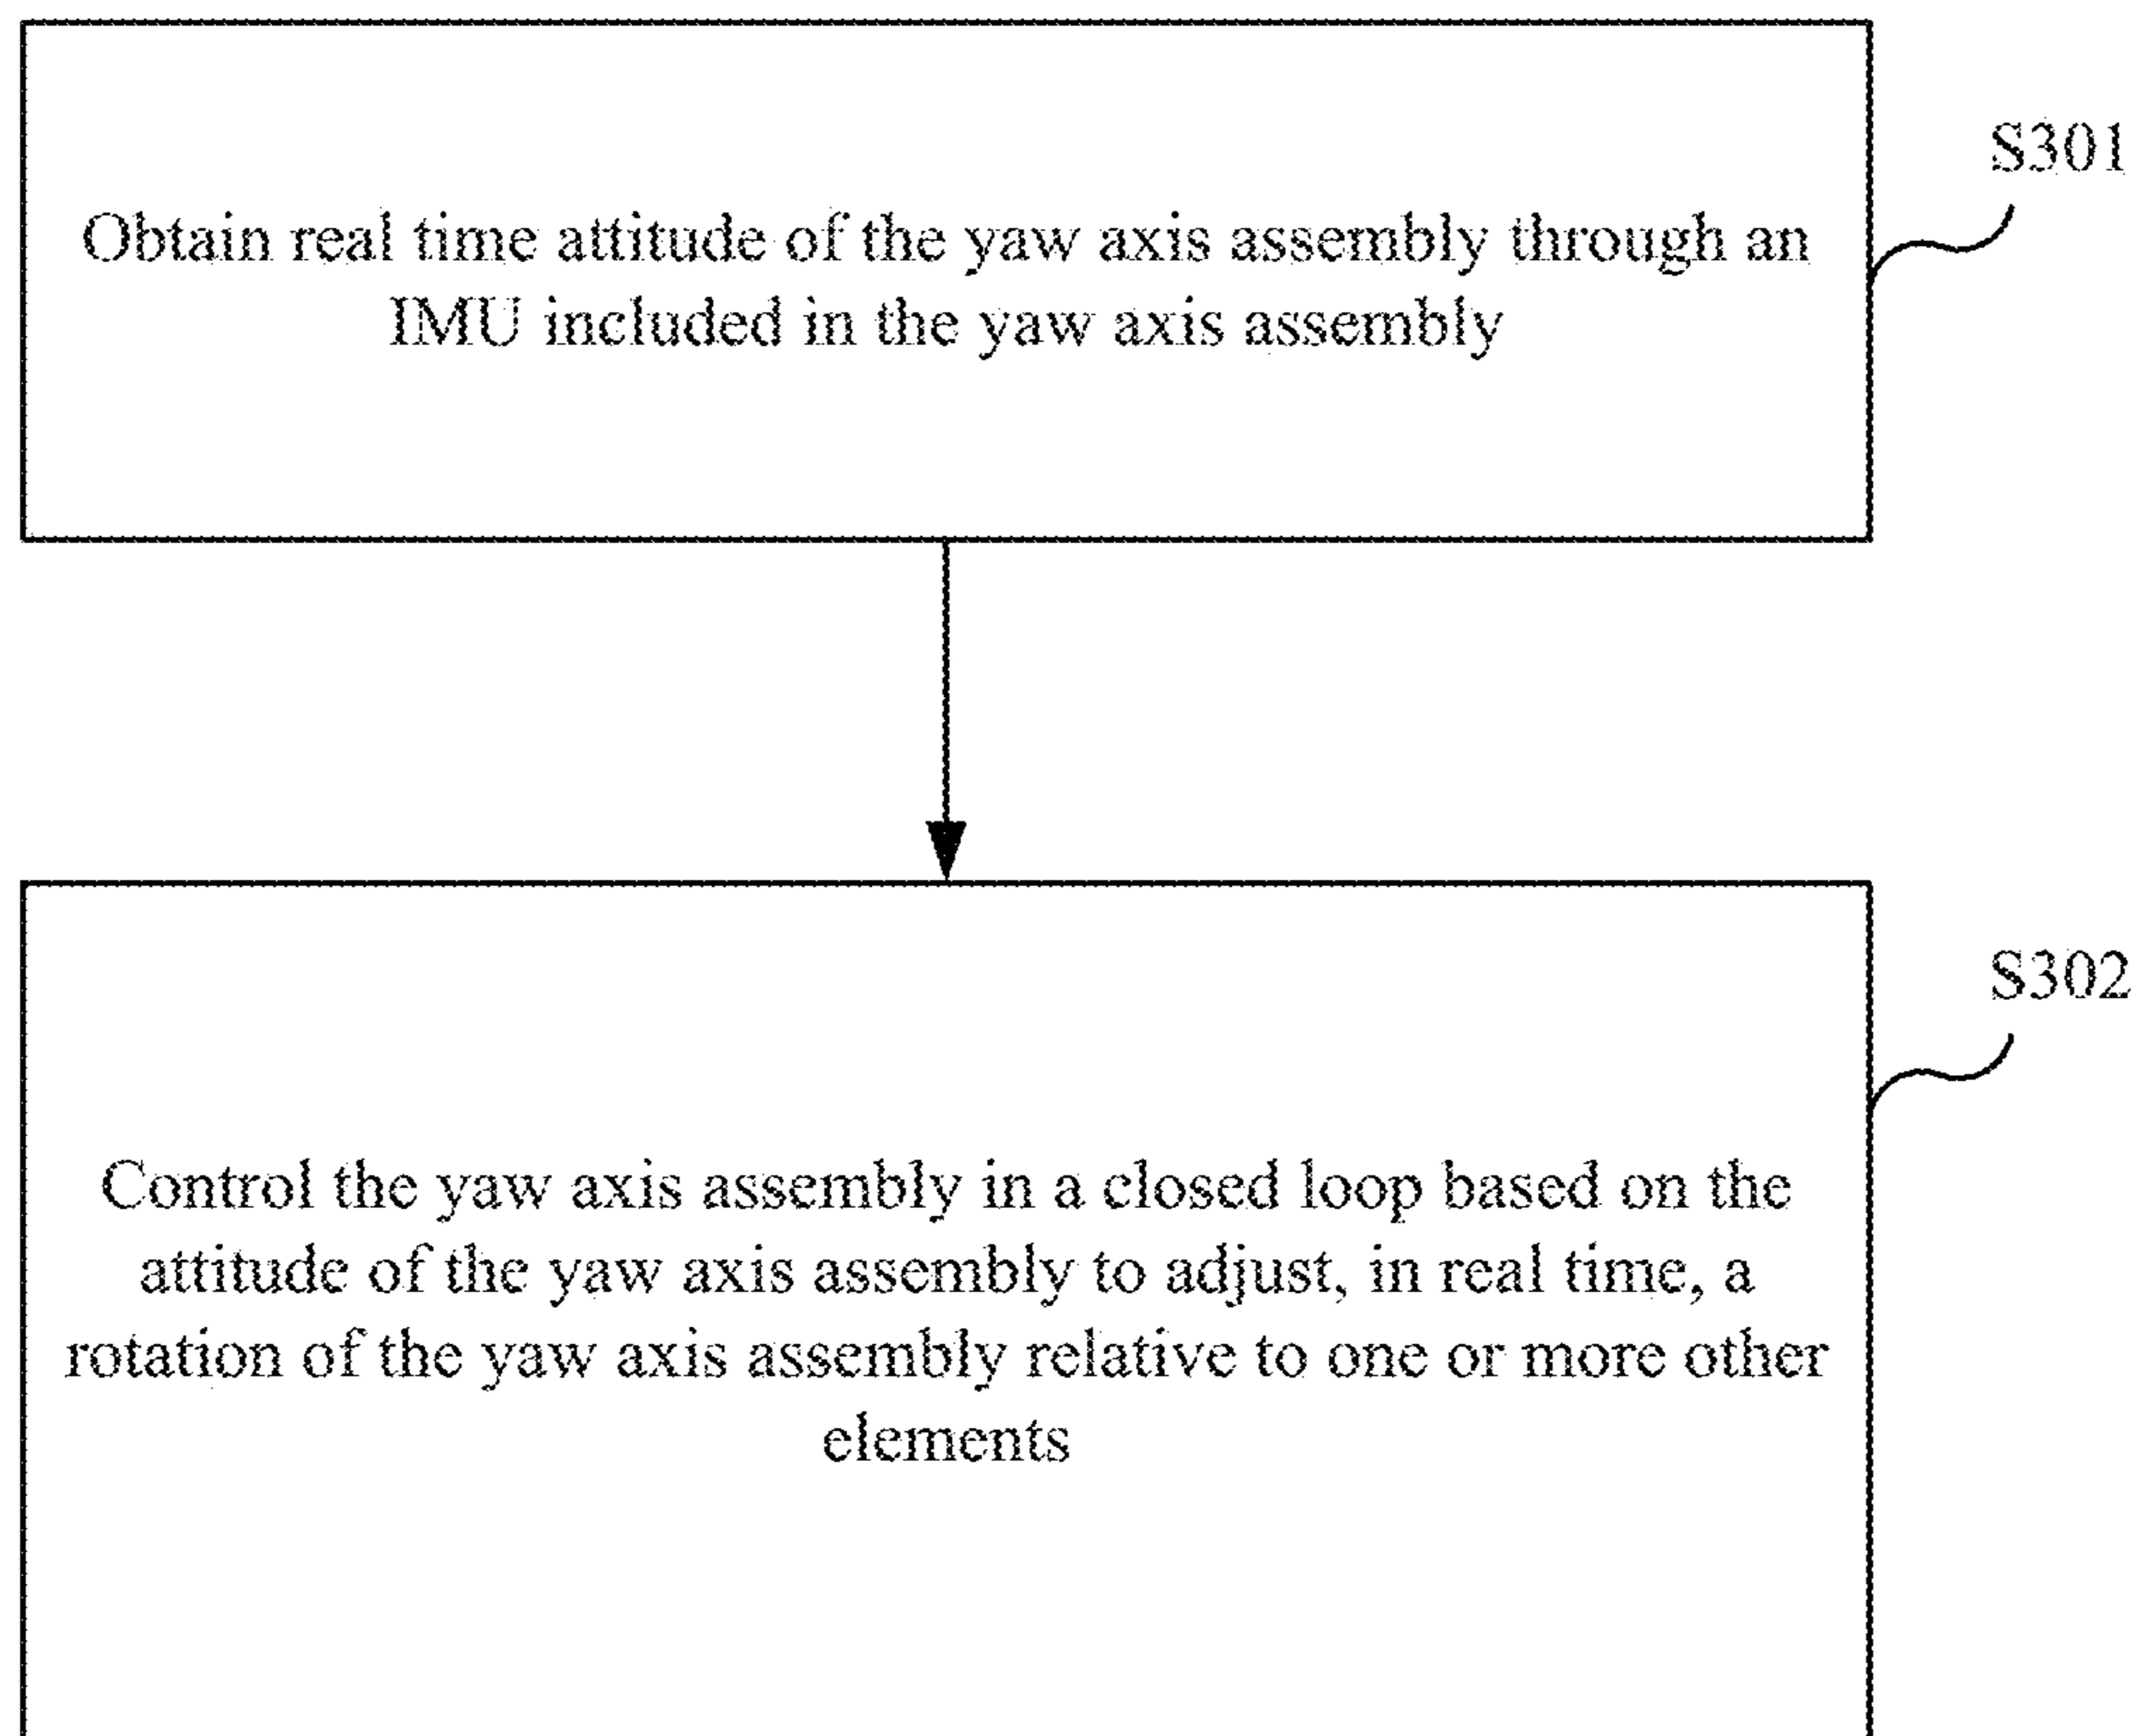 S301
Obtain real time attitude of the yaw axis assembly through an
IMU included in the yaw axis assembly
S302
Control the yaw axis assembly in a closed loop based on the
attitude of the yaw axis assembly to adjust, in real time, a
rotation of the yaw axis assembly relative to one or more other
elements